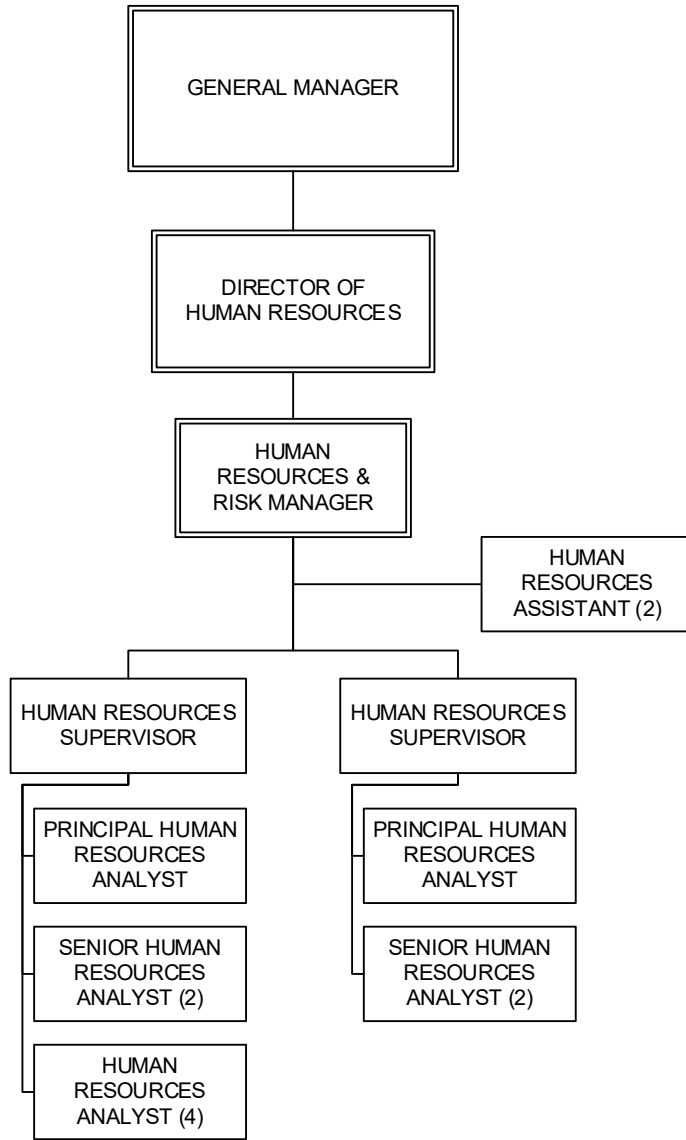 GENERAL MANAGER
DIRECTOR OF
HUMAN RESOURCES
HUMAN
RESOURCES &
RISK MANAGER
HUMAN
RESOURCES
ASSISTANT (2)
HUMAN RESOURCES
SUPERVISOR
PRINCIPAL HUMAN
RESOURCES
ANALYST
SENIOR HUMAN
RESOURCES
ANALYST (2)
HUMAN
RESOURCES
ANALYST (4)
HUMAN RESOURCES
SUPERVISOR
PRINCIPAL HUMAN
RESOURCES
ANALYST
SENIOR HUMAN
RESOURCES
ANALYST (2)